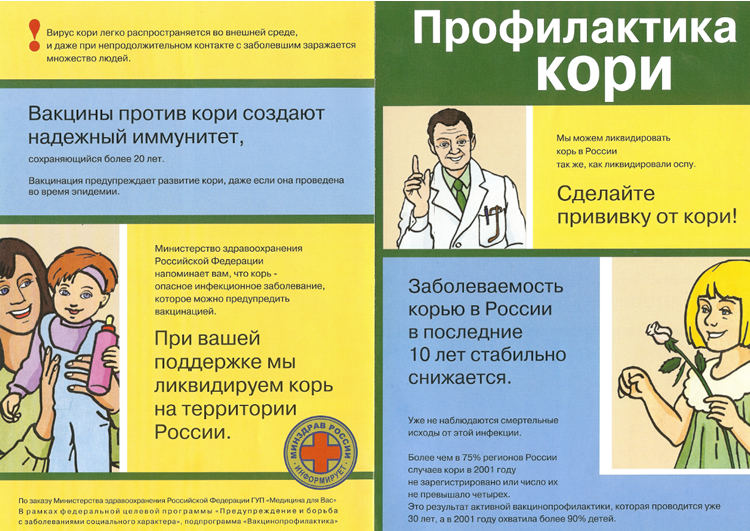 ! Вирус кори легко распространяется во внешней среде,
и даже при непродолжительном контакте с заболевшим заражается
множество людей.
Вакцины против кори создают
надежный иммунитет,
сохраняющийся более 20 лет.
Вакцинация предупреждает развитие кори, даже если она проведена
во время эпидемии.
Министерство здравоохранения
Российской Федерации
напоминает вам, что корь -
опасное инфекционное заболевание,
которое можно предупредить
вакцинацией.
При вашей
поддержке мы
ликвидируем корь
на территории
России.
МИНЗДРАВ РОССИИ
ИНФОРМИРУЕТ
По заказу Министерства здравоохранения Российской Федерации ГУП «Медицина для Вас»
В рамках федеральной целевой программы «Предупреждение и борьба
с заболеваниями социального характера», подпрограмма «Вакцинопрофилактика»
Профилактика
кори
Мы можем ликвидировать
корь в России
так же, как ликвидировали оспу.
Сделайте
прививку от кори!
Заболеваемость
корью в России
в последние
10 лет стабильно
снижается.
Уже не наблюдаются смертельные
исходы от этой инфекции.
Более чем в 75% регионов России
случаев кори в 2001 году
не зарегистрировано или число их
не превышало четырех.
Это результат активной вакцинопрофилактики, которая проводится уже
30 лет, а в 2001 году охватила более 90% детей.